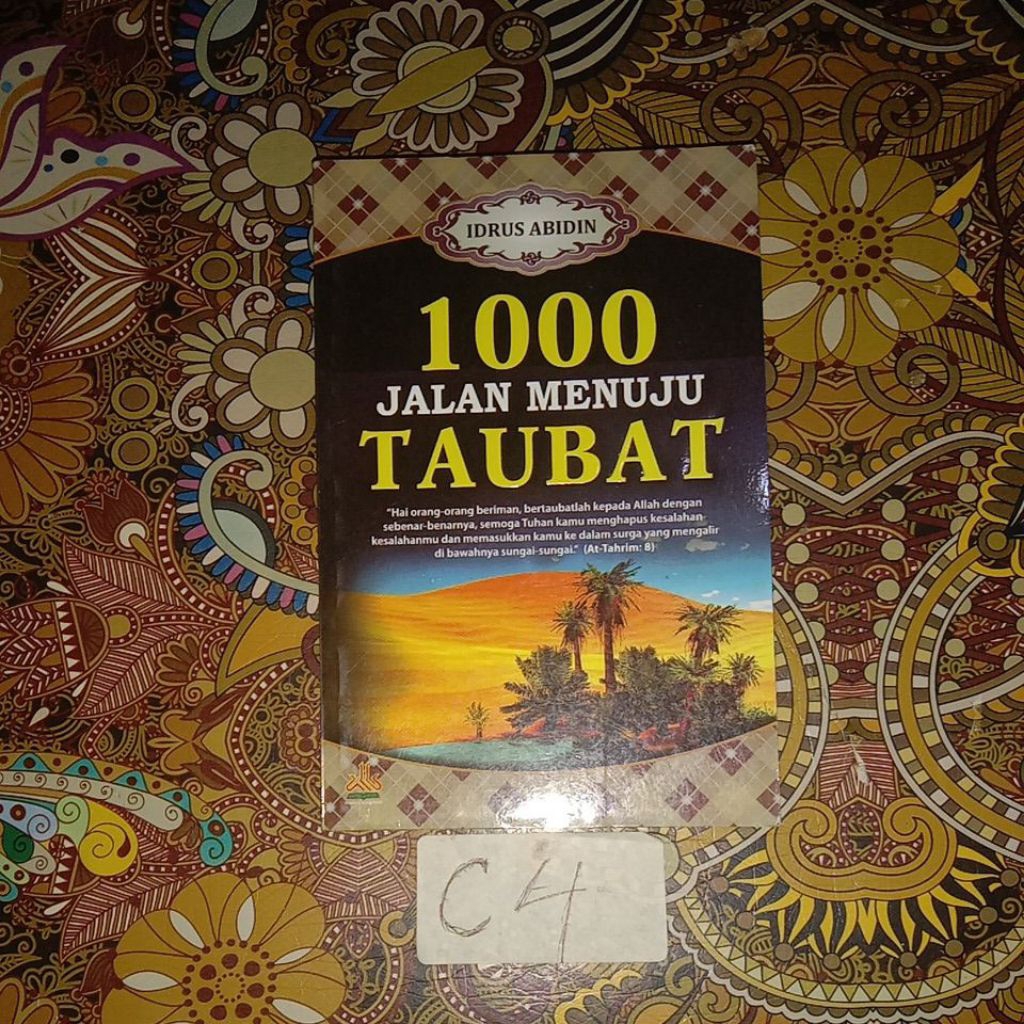 IDRUS ABIDIN
1000
JALAN MENUJU
TAUBAT
"Hai orang-orang beriman, bertaubatlah kepada Allah dengan
sebenar-benarnya, semoga Tuhan kamu menghapus kesalahan-
kesalahanmu dan memasukkan kamu ke dalam surga yang mengalir
di bawahnya sungai-sungai." (At-Tahrim: 8)
C4